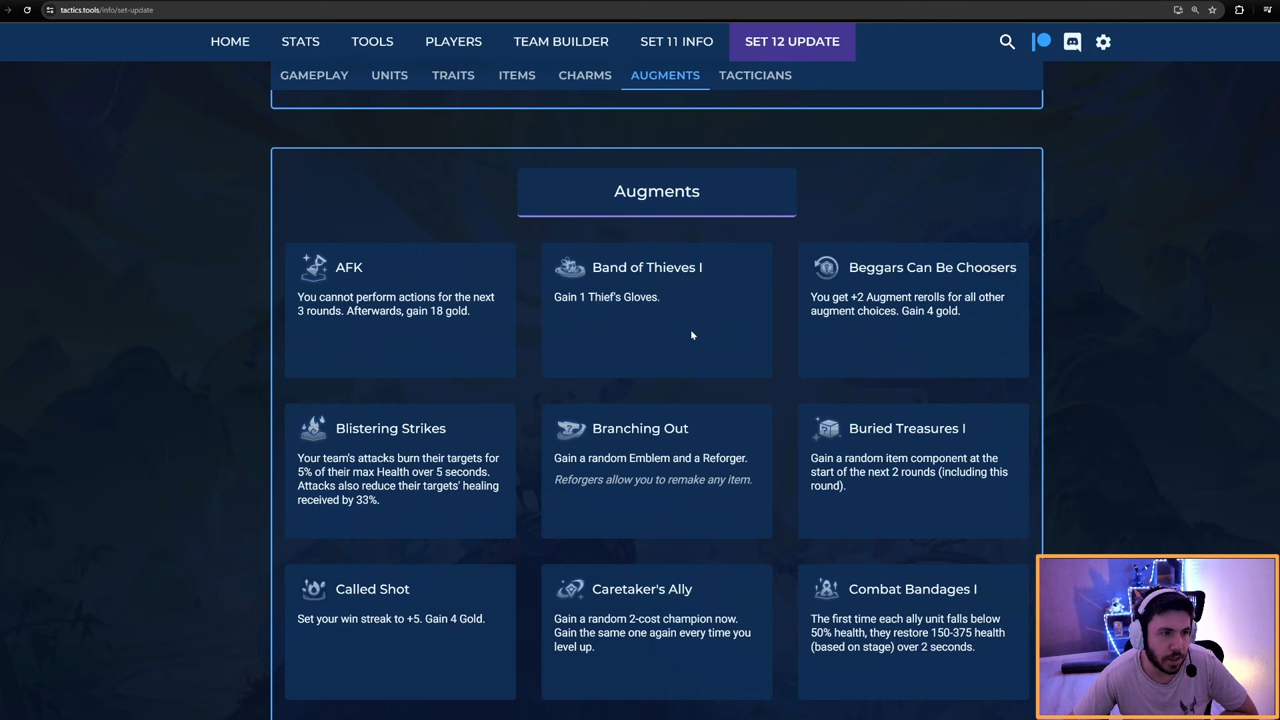 tactics.tools/info/set-update
HOME STATS TOOLS PLAYERS TEAM BUILDER SET 11 INFO SET 12 UPDATE
GAMEPLAY UNITS TRAITS ITEMS CHARMS AUGMENTS TACTICIANS
Augments
AFK
You cannot perform actions for the next
3 rounds. Afterwards, gain 18 gold.
Band of Thieves I
Gain 1 Thief's Gloves.
Beggars Can Be Choosers
You get +2 Augment rerolls for all other
augment choices. Gain 4 gold.
Blistering Strikes
Your team's attacks burn their targets for
5% of their max Health over 5 seconds.
Attacks also reduce their targets' healing
received by 33%.
Branching Out
Gain a random Emblem and a Reforger.
Reforgers allow you to remake any item.
Buried Treasures I
Gain a random item component at the
start of the next 2 rounds (including this
round).
Called Shot
Set your win streak to +5. Gain 4 Gold.
Caretaker's Ally
Gain a random 2-cost champion now.
Gain the same one again every time you
level up.
Combat Bandages I
The first time each ally unit falls below
50% health, they restore 150-375 health
(based on stage) over 2 seconds.